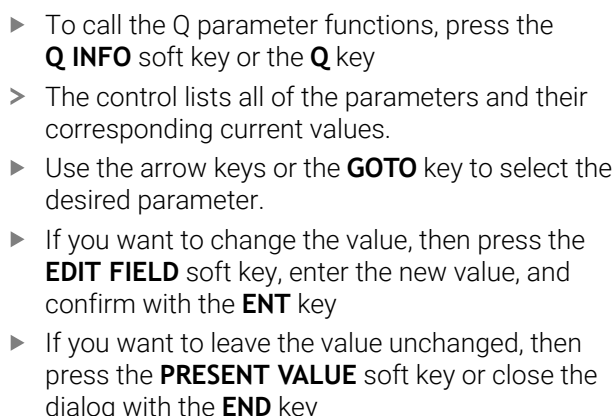 ▶ To call the Q parameter functions, press the
Q INFO soft key or the Q key
> The control lists all of the parameters and their
corresponding current values.
▶ Use the arrow keys or the GOTO key to select the
desired parameter.
▶ If you want to change the value, then press the
EDIT FIELD soft key, enter the new value, and
confirm with the ENT key
▶ If you want to leave the value unchanged, then
press the PRESENT VALUE soft key or close the
dialog with the END key